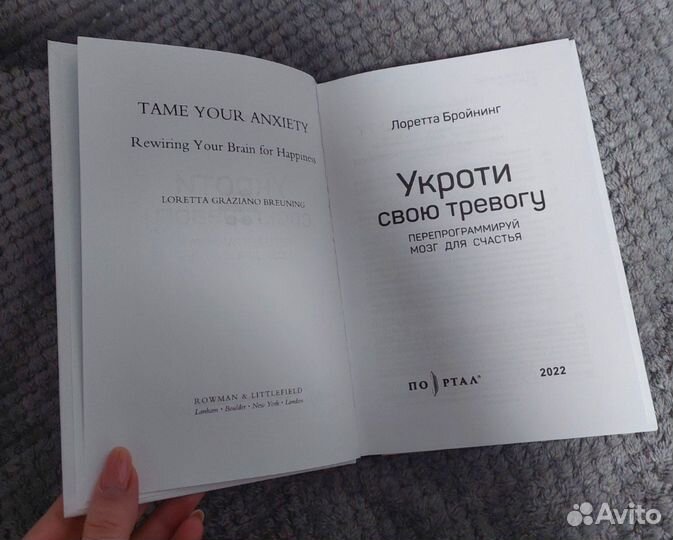 TAME YOUR ANXIETY
Rewiring Your Brain for Happiness
LORETTA GRAZIANO BREUNING
ROWMAN & LITTLEFIELD
Lanham • Boulder • New York • London
Лоретта Бройнинг
Укроти
свою тревогу
ПЕРЕПРОГРАММИРУЙ
МОЗГ ДЛЯ СЧАСТЬЯ
ПОРТАЛ®
2022
Avito